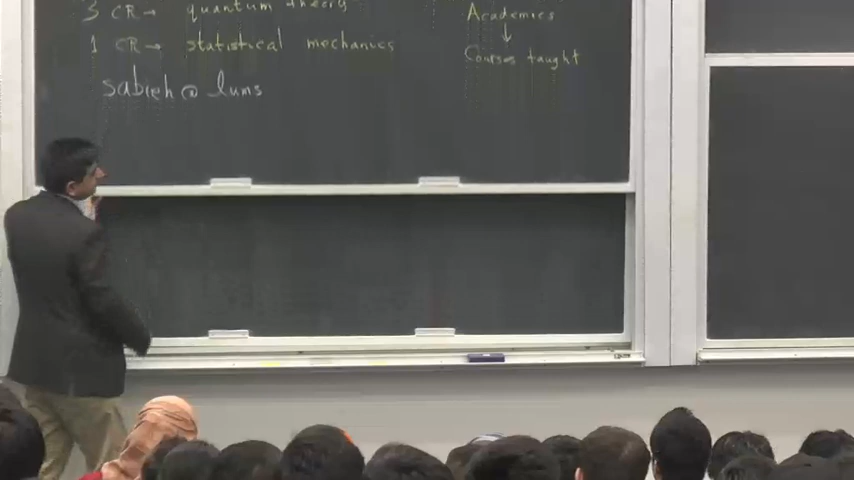 3 CR → quantum theory
1 CR → statistical mechanics
sabieh @ lums
Academics
↓
Courses taught